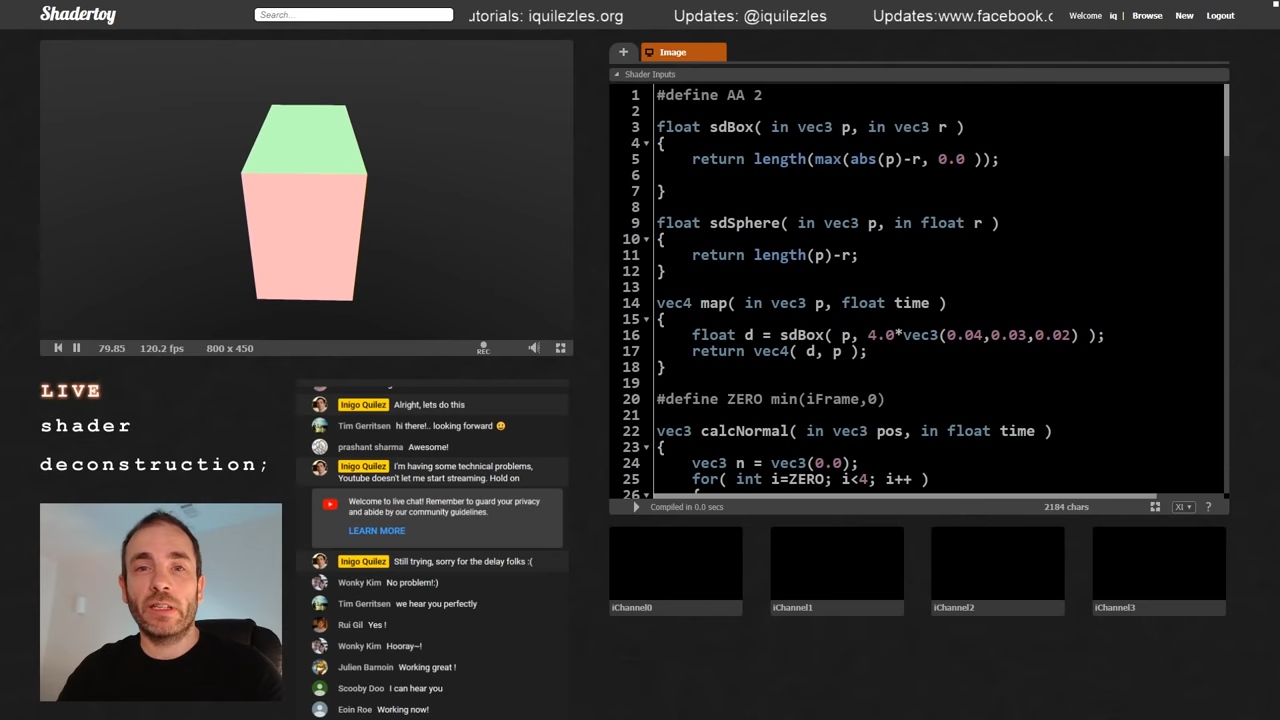 Shadertoy
Search...
utorials: iquilezles.org Updates: @iquilezles Updates:www.facebook.c
Welcome iq | Browse New Logout
79.85 120.2 fps 800 x 450
REC
LIVE
shader
deconstruction;
Inigo Quilez Alright, lets do this
Tim Gerritsen hi there!.. looking forward 😀
prashant sharma Awesome!
Inigo Quilez I'm having some technical problems,
Youtube doesn't let me start streaming. Hold on
Welcome to live chat! Remember to guard your privacy
and abide by our community guidelines.
LEARN MORE
Inigo Quilez Still trying, sorry for the delay folks :(
Wonky Kim No problem!:)
Tim Gerritsen we hear you perfectly
Rui Gil Yes !
Wonky Kim Hooray~!
Julien Barnoin Working great !
Scooby Doo I can hear you
Eoin Roe Working now!
+ Image
Shader Inputs
1 #define AA 2
2
3 float sdBox( in vec3 p, in vec3 r )
4 {
5 return length(max(abs(p)-r, 0.0 ));
6
7 }
8
9 float sdSphere( in vec3 p, in float r )
10 {
11 return length(p)-r;
12 }
13
14 vec4 map( in vec3 p, float time )
15 {
16 float d = sdBox( p, 4.0*vec3(0.04,0.03,0.02) );
17 return vec4( d, p );
18 }
19
20 #define ZERO min(iFrame,0)
21
22 vec3 calcNormal( in vec3 pos, in float time )
23 {
24 vec3 n = vec3(0.0);
25 for( int i=ZERO; i<4; i++ )
26 {
Compiled in 0.0 secs 2184 chars XI ?
iChannel0 iChannel1 iChannel2 iChannel3